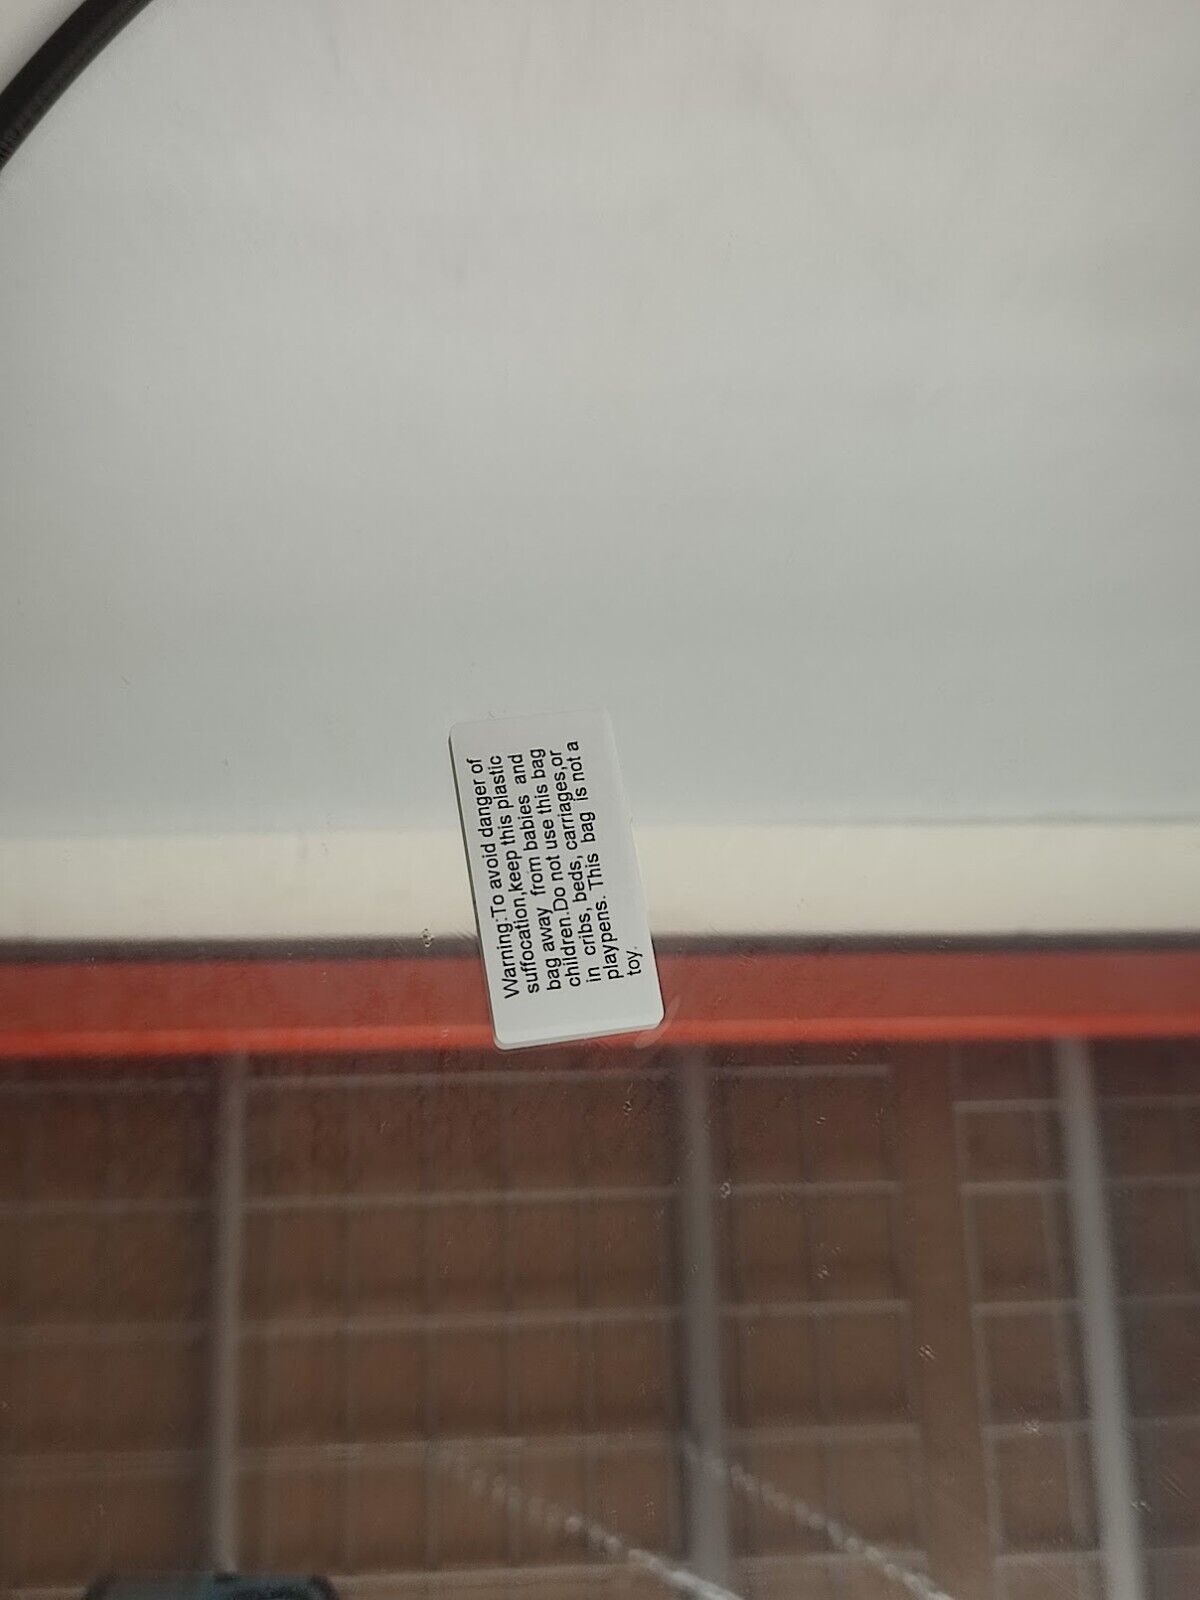 Warning:To avoid danger of
suffocation,keep this plastic
bag away from babies and
children.Do not use this bag
in cribs, beds, carriages,or
playpens. This bag is not a
toy.